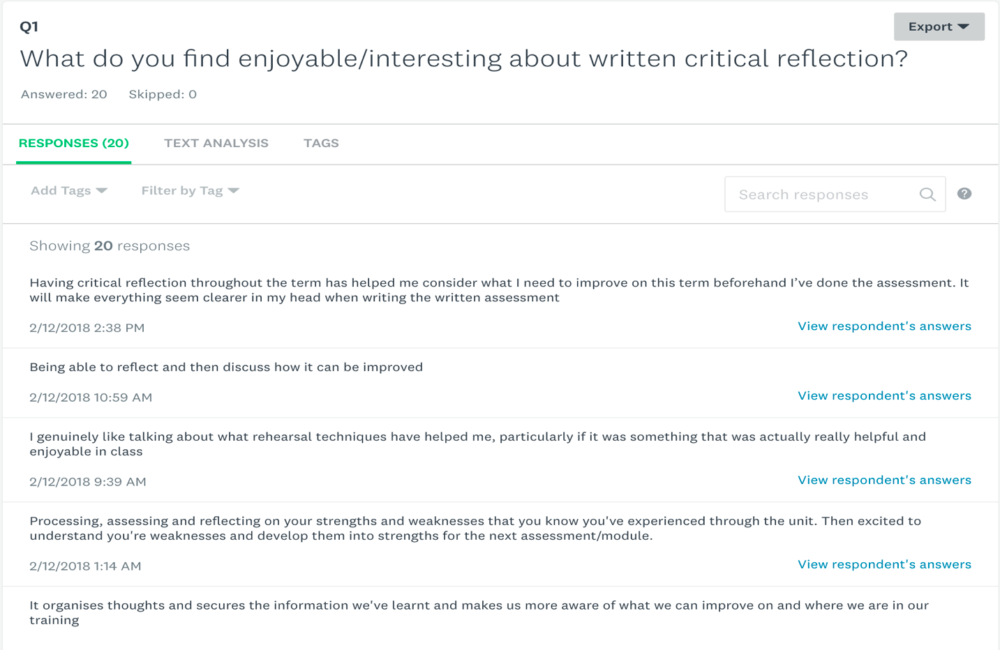 Q1
Export
What do you find enjoyable/interesting about written critical reflection?
Answered: 20 Skipped: 0
RESPONSES (20) TEXT ANALYSIS TAGS
Add Tags Filter by Tag Search responses ?
Showing 20 responses
Having critical reflection throughout the term has helped me consider what I need to improve on this term beforehand I’ve done the assessment. It
will make everything seem clearer in my head when writing the written assessment
2/12/2018 2:38 PM View respondent's answers
Being able to reflect and then discuss how it can be improved
2/12/2018 10:59 AM View respondent's answers
I genuinely like talking about what rehearsal techniques have helped me, particularly if it was something that was actually really helpful and
enjoyable in class
2/12/2018 9:39 AM View respondent's answers
Processing, assessing and reflecting on your strengths and weaknesses that you know you've experienced through the unit. Then excited to
understand you're weaknesses and develop them into strengths for the next assessment/module.
2/12/2018 1:14 AM View respondent's answers
It organises thoughts and secures the information we've learnt and makes us more aware of what we can improve on and where we are in our
training